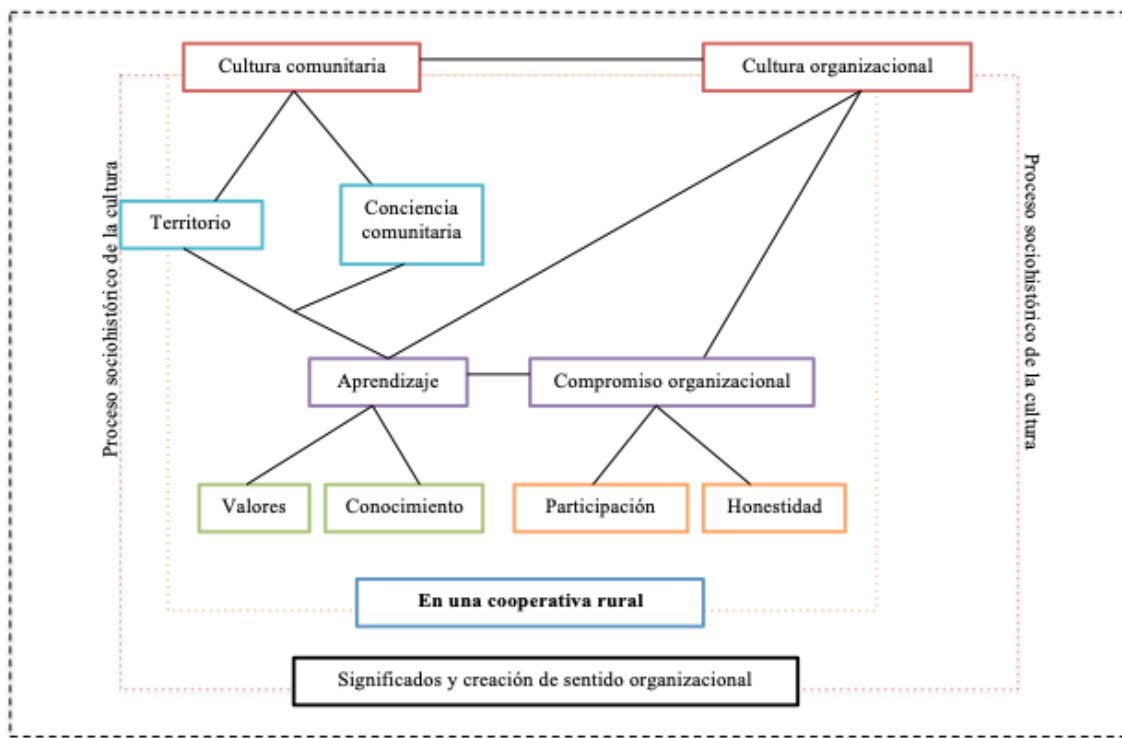 Cultura comunitaria
Cultura organizacional
Proceso sociohistórico de la cultura
Proceso sociohistórico de la cultura
Territorio
Conciencia
comunitaria
Aprendizaje
Compromiso organizacional
Valores
Conocimiento
Participación
Honestidad
En una cooperativa rural
Significados y creación de sentido organizacional